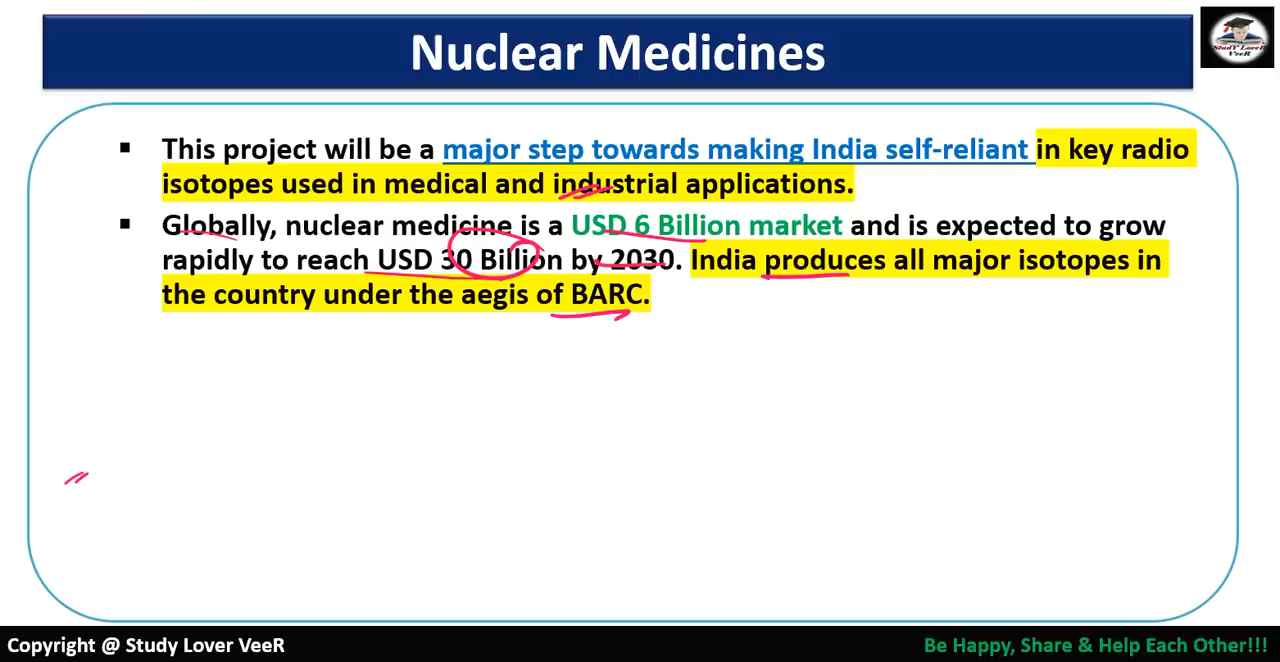 Nuclear Medicines
StudY LoveR
VeeR
▪ This project will be a major step towards making India self-reliant in key radio
isotopes used in medical and industrial applications.
▪ Globally, nuclear medicine is a USD 6 Billion market and is expected to grow
rapidly to reach USD 30 Billion by 2030. India produces all major isotopes in
the country under the aegis of BARC.
Copyright @ Study Lover VeeR
Be Happy, Share & Help Each Other!!!